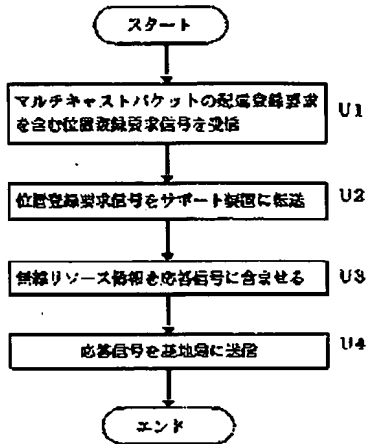 スタート
マルチキャストパケットの配信登録要求
を含む位置登録要求信号を受信
U1
位置登録要求信号をサポート装置に転送
U2
無線リソース情報を応答信号に含ませる
U3
応答信号を基地局に送信
U4
エンド